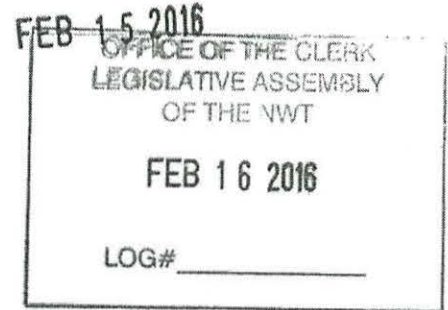 FEB 15 2016
OFFICE OF THE CLERK
LEGISLATIVE ASSEMBLY
OF THE NWT
FEB 16 2016
LOG#